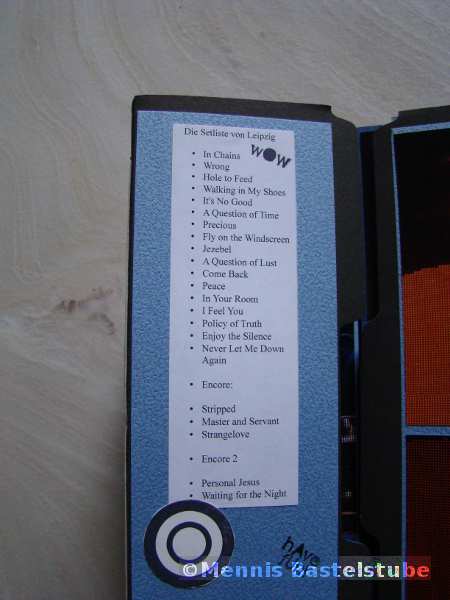 Die Setliste von Leipzig
WOW
• In Chains
• Wrong
• Hole to Feed
• Walking in My Shoes
• It's No Good
• A Question of Time
• Precious
• Fly on the Windscreen
• Jezebel
• A Question of Lust
• Come Back
• Peace
• In Your Room
• I Feel You
• Policy of Truth
• Enjoy the Silence
• Never Let Me Down
Again
• Encore:
• Stripped
• Master and Servant
• Strangelove
• Encore 2
• Personal Jesus
• Waiting for the Night
©Mennis Bastelstube